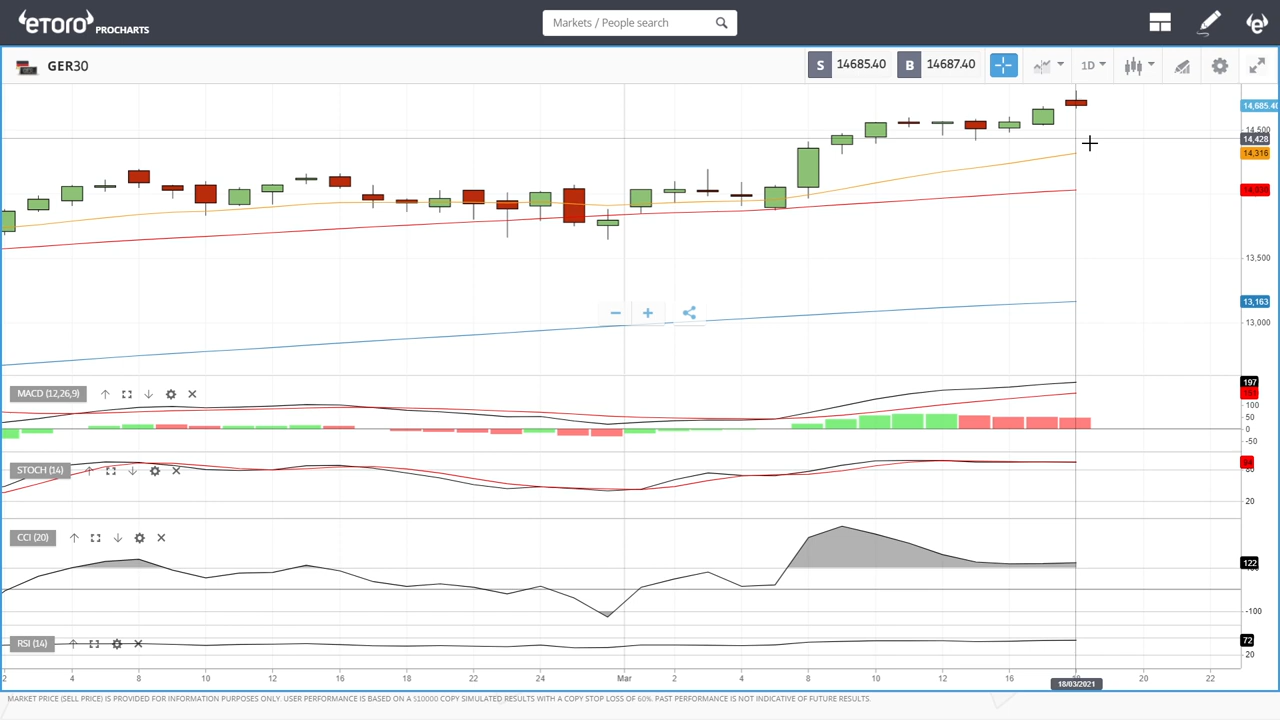 eToro PROCHARTS
Markets / People search
GER30
S 14685.40 B 14687.40 1D
14,685.40
14,500
14,428
14,316
13,500
13,163
13,000
MACD (12,26,9)
197
100
50
0
-50
STOCH (14)
20
CCI (20)
122
-100
RSI (14)
72
20
2 4 6 8 10 12 14 16 18 22 24 26 Mar 2 4 6 8 10 12 14 16 18 20 22
18/03/2021
MARKET PRICE (SELL PRICE) IS PROVIDED FOR INFORMATION PURPOSES ONLY. USER PERFORMANCE IS BASED ON A $10000 COPY SIMULATED RESULTS WITH A COPY STOP LOSS OF 60%. PAST PERFORMANCE IS NOT INDICATIVE OF FUTURE RESULTS.